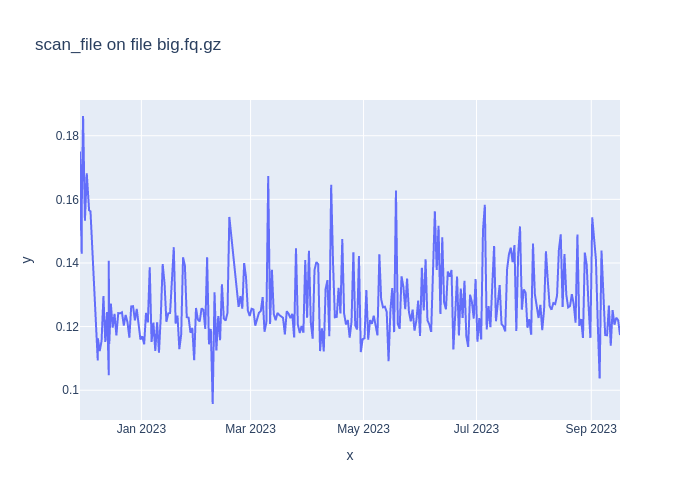 scan_file on file big.fq.gz
0.18
0.16
0.14
0.12
0.1
y
Jan 2023 Mar 2023 May 2023 Jul 2023 Sep 2023
x